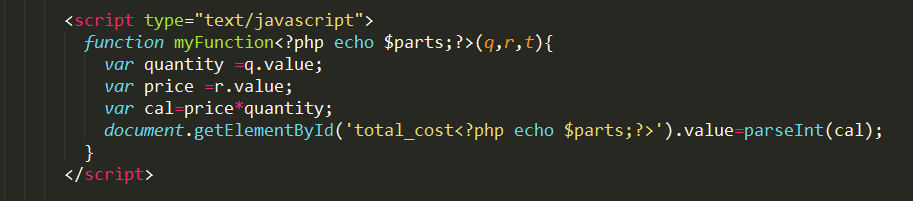 <script type="text/javascript">
function myFunction<?php echo $parts;?>(q,r,t){
var quantity =q.value;
var price =r.value;
var cal=price*quantity;
document.getElementById('total_cost<?php echo $parts;?>').value=parseInt(cal);
}
</script>